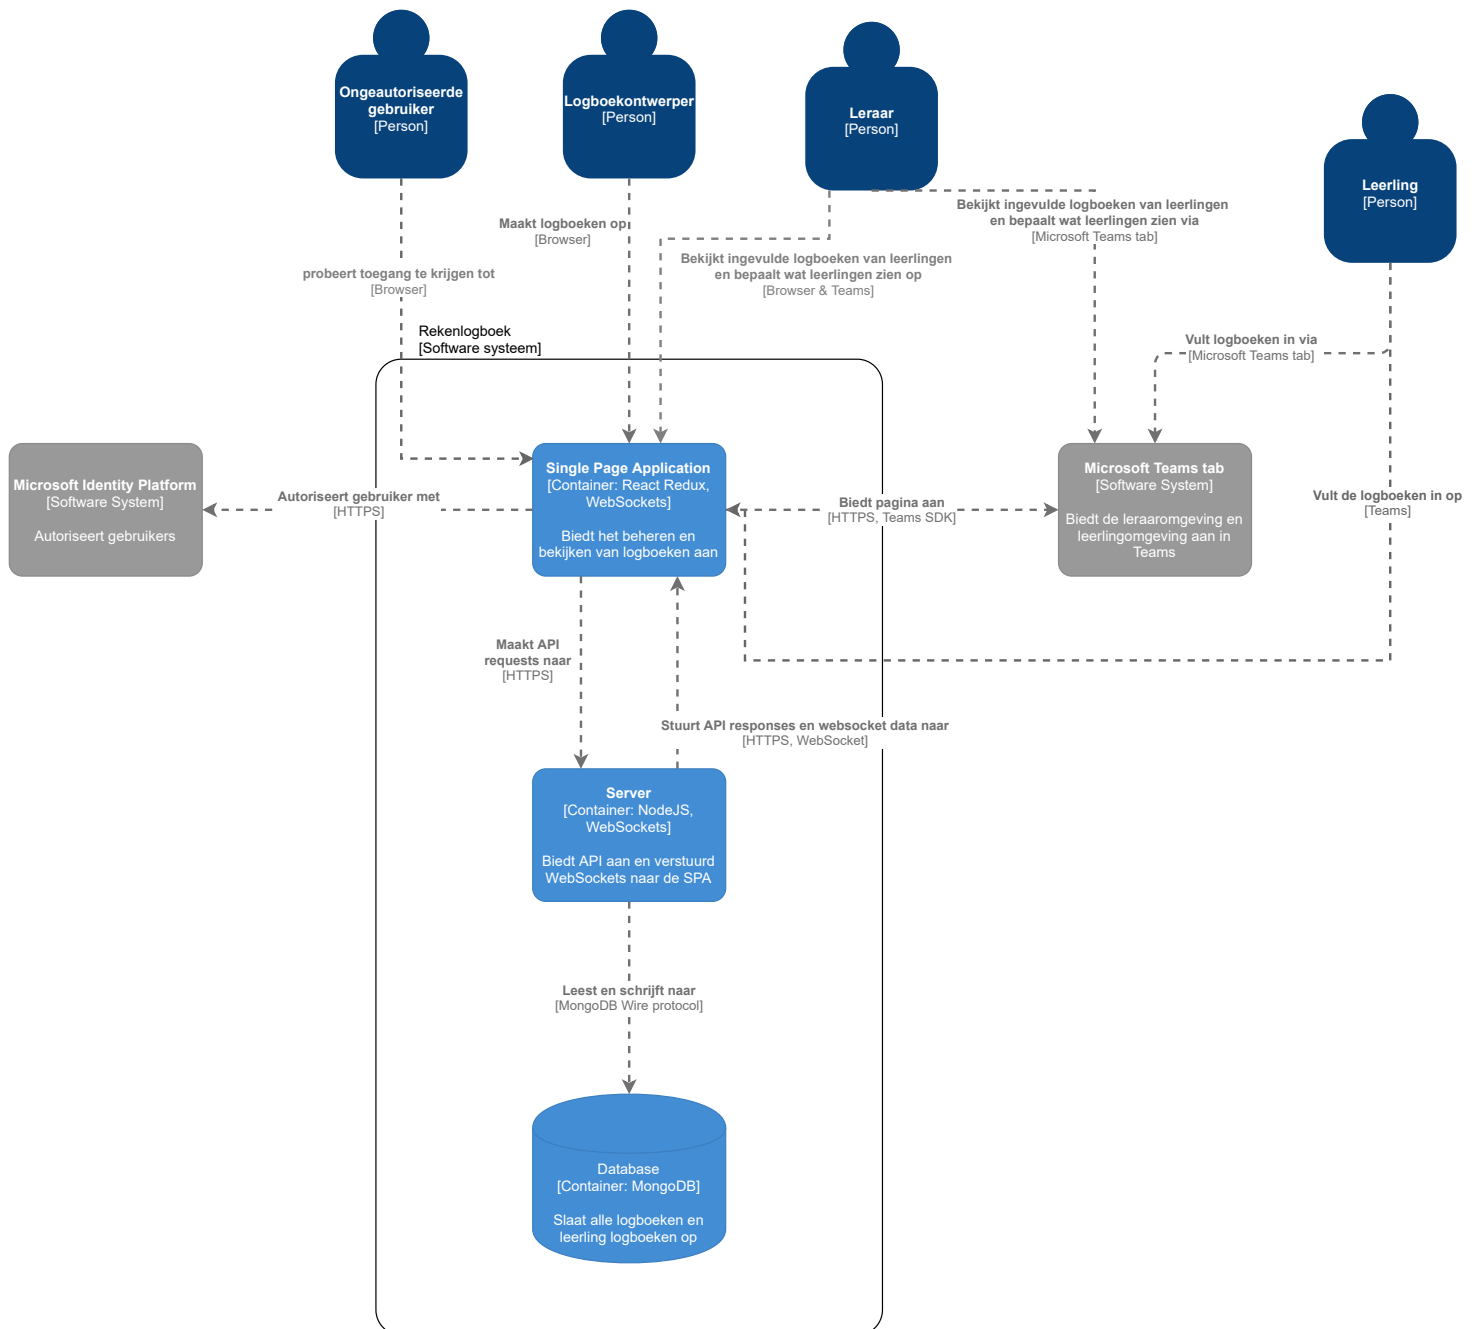 Ongeautoriseerde
gebruiker
[Person]
Logboekontwerper
[Person]
Leraar
[Person]
Leerling
[Person]
Maakt logboeken op
[Browser]
Bekijkt ingevulde logboeken van leerlingen
en bepaalt wat leerlingen zien via
[Microsoft Teams tab]
probeert toegang te krijgen tot
[Browser]
Bekijkt ingevulde logboeken van leerlingen
en bepaalt wat leerlingen zien op
[Browser & Teams]
Rekenlogboek
[Software systeem]
Vult logboeken in via
[Microsoft Teams tab]
Microsoft Identity Platform
[Software System]
Autoriseert gebruikers
Autoriseert gebruiker met
[HTTPS]
Single Page Application
[Container: React Redux,
WebSockets]
Biedt het beheren en
bekijken van logboeken aan
Biedt pagina aan
[HTTPS, Teams SDK]
Microsoft Teams tab
[Software System]
Biedt de leraaromgeving en
leerlingomgeving aan in
Teams
Vult de logboeken in op
[Teams]
Maakt API
requests naar
[HTTPS]
Stuurt API responses en websocket data naar
[HTTPS, WebSocket]
Server
[Container: NodeJS,
WebSockets]
Biedt API aan en verstuurd
WebSockets naar de SPA
Leest en schrijft naar
[MongoDB Wire protocol]
Database
[Container: MongoDB]
Slaat alle logboeken en
leerling logboeken op